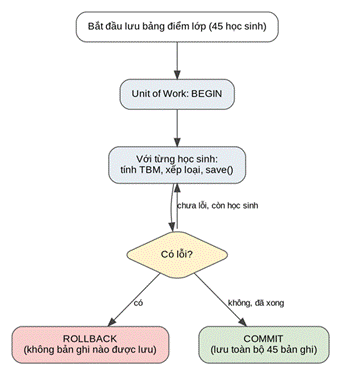 Bắt đầu lưu bảng điểm lớp (45 học sinh)
Unit of Work: BEGIN
Với từng học sinh:
tính TBM, xếp loại, save()
chưa lỗi, còn học sinh
Có lỗi?
có
không, đã xong
ROLLBACK
(không bản ghi nào được lưu)
COMMIT
(lưu toàn bộ 45 bản ghi)